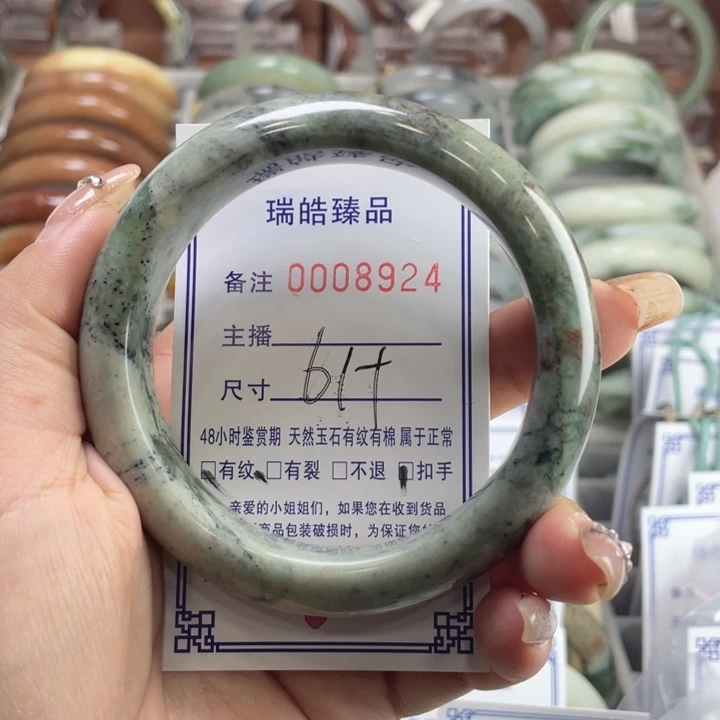 瑞皓臻品
备注 0008924
主播
尺寸 61+
48小时鉴赏期 天然玉石有纹有棉 属于正常
□有纹 □有裂 □不退 □扣手
亲爱的小姐姐们，如果您在收到货品
商品包装破损时，为保证您